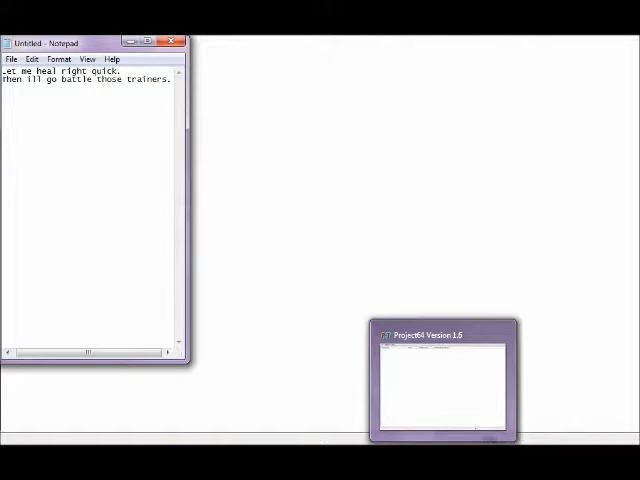 Untitled - Notepad
File Edit Format View Help
Let me heal right quick.
Then ill go battle those trainers.
Project64 Version 1.6